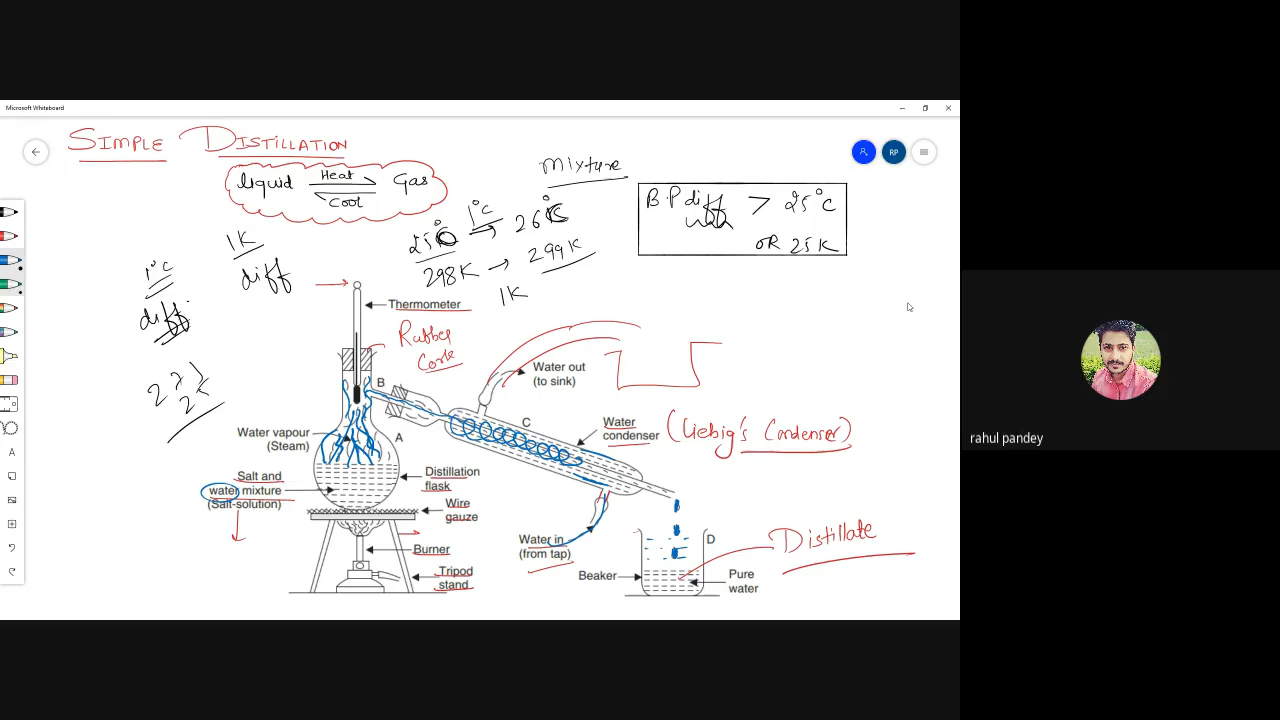 Microsoft Whiteboard
SIMPLE DISTILLATION
RP
Mixture
liquid Heat Gas
Cool
B.P diff > 25°C
OR 25K
25°C 1°C 26°C
298K → 299K
1K
1K
diff
1°C
diff
Thermometer
Rubber
Cork
B
Water out
(to sink)
C
Water
condenser
(Liebig's Condenser)
Water vapour
(Steam)
A
Salt and
water mixture
(Salt-solution)
Distillation
flask
Wire
gauze
Water in
(from tap)
D
Distillate
Burner
Tripod
stand
Beaker
Pure
water
A
rahul pandey